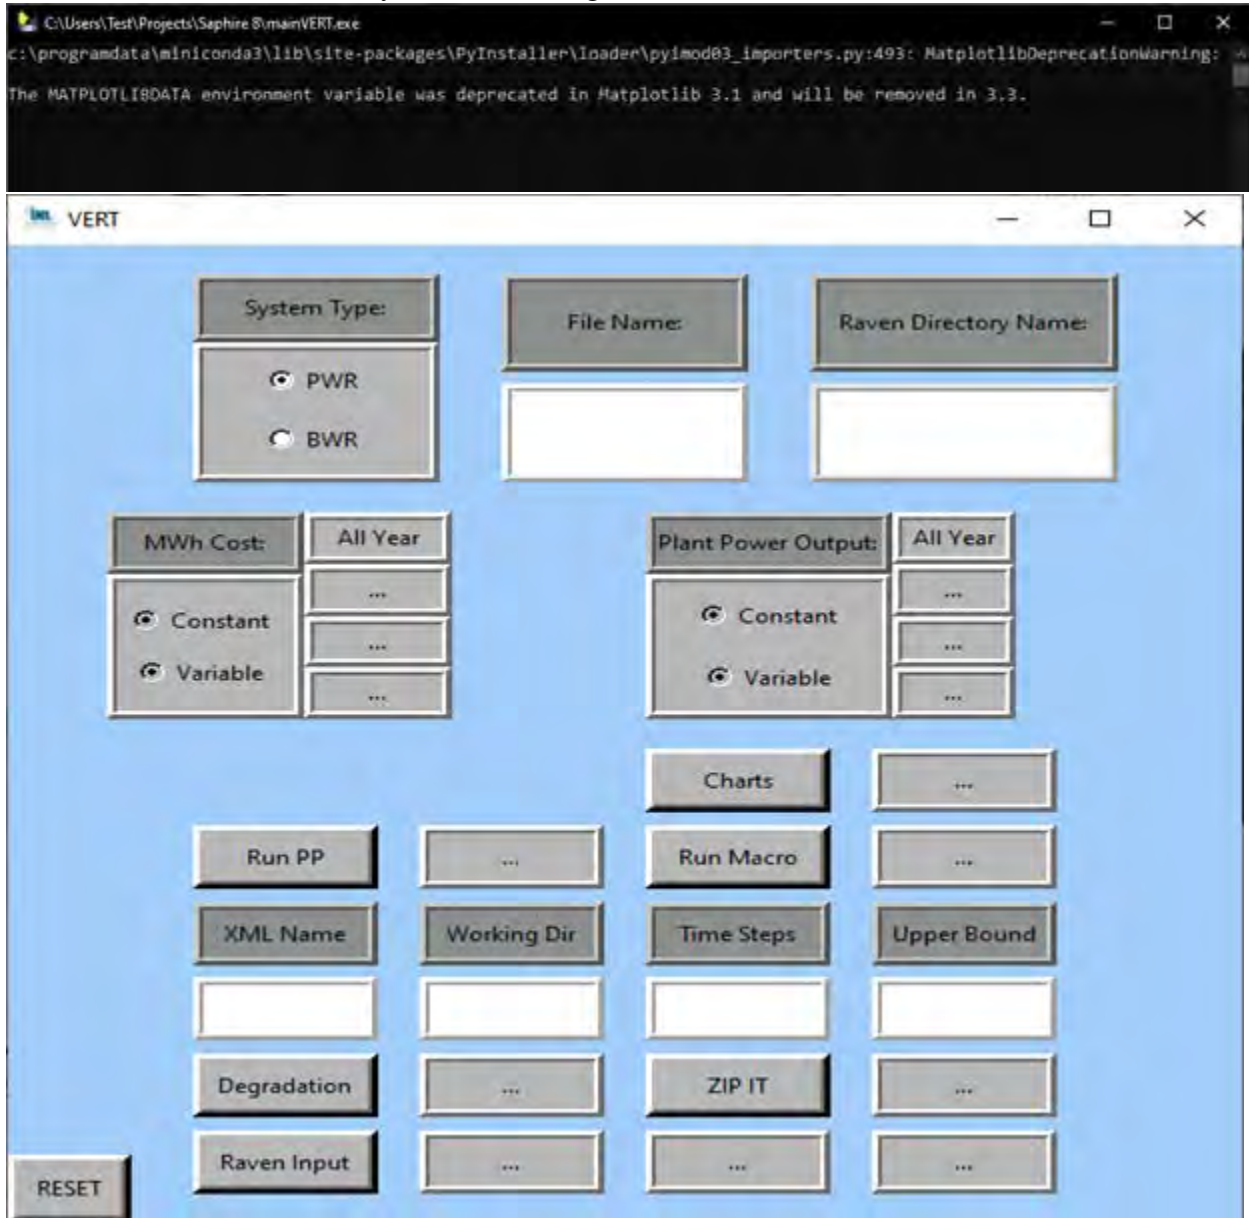 C:\Users\Test\Projects\Saphire 8\mainVERT.exe
c:\programdata\miniconda3\lib\site-packages\PyInstaller\loader\pyimod03_importers.py:493: MatplotlibDeprecationWarning:
The MATPLOTLIBDATA environment variable was deprecated in Matplotlib 3.1 and will be removed in 3.3.
VERT
System Type: File Name: Raven Directory Name:
PWR
BWR
MWh Cost: All Year Plant Power Output: All Year
... ...
Constant Constant
... ...
Variable Variable
... ...
Charts ...
Run PP ... Run Macro ...
XML Name Working Dir Time Steps Upper Bound
Degradation ... ZIP IT ...
Raven Input ... ... ...
RESET